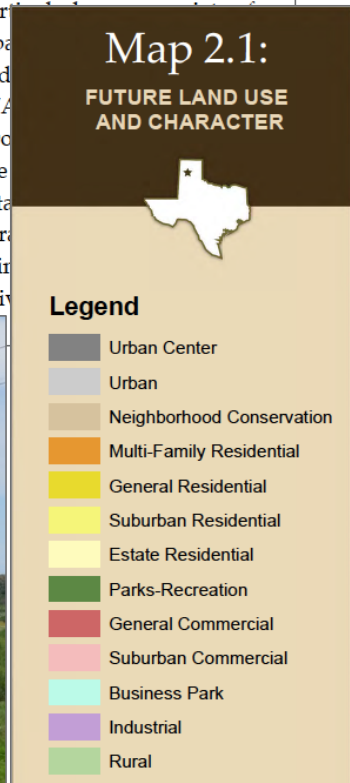 Map 2.1:
FUTURE LAND USE
AND CHARACTER
Legend
Urban Center
Urban
Neighborhood Conservation
Multi-Family Residential
General Residential
Suburban Residential
Estate Residential
Parks-Recreation
General Commercial
Suburban Commercial
Business Park
Industrial
Rural